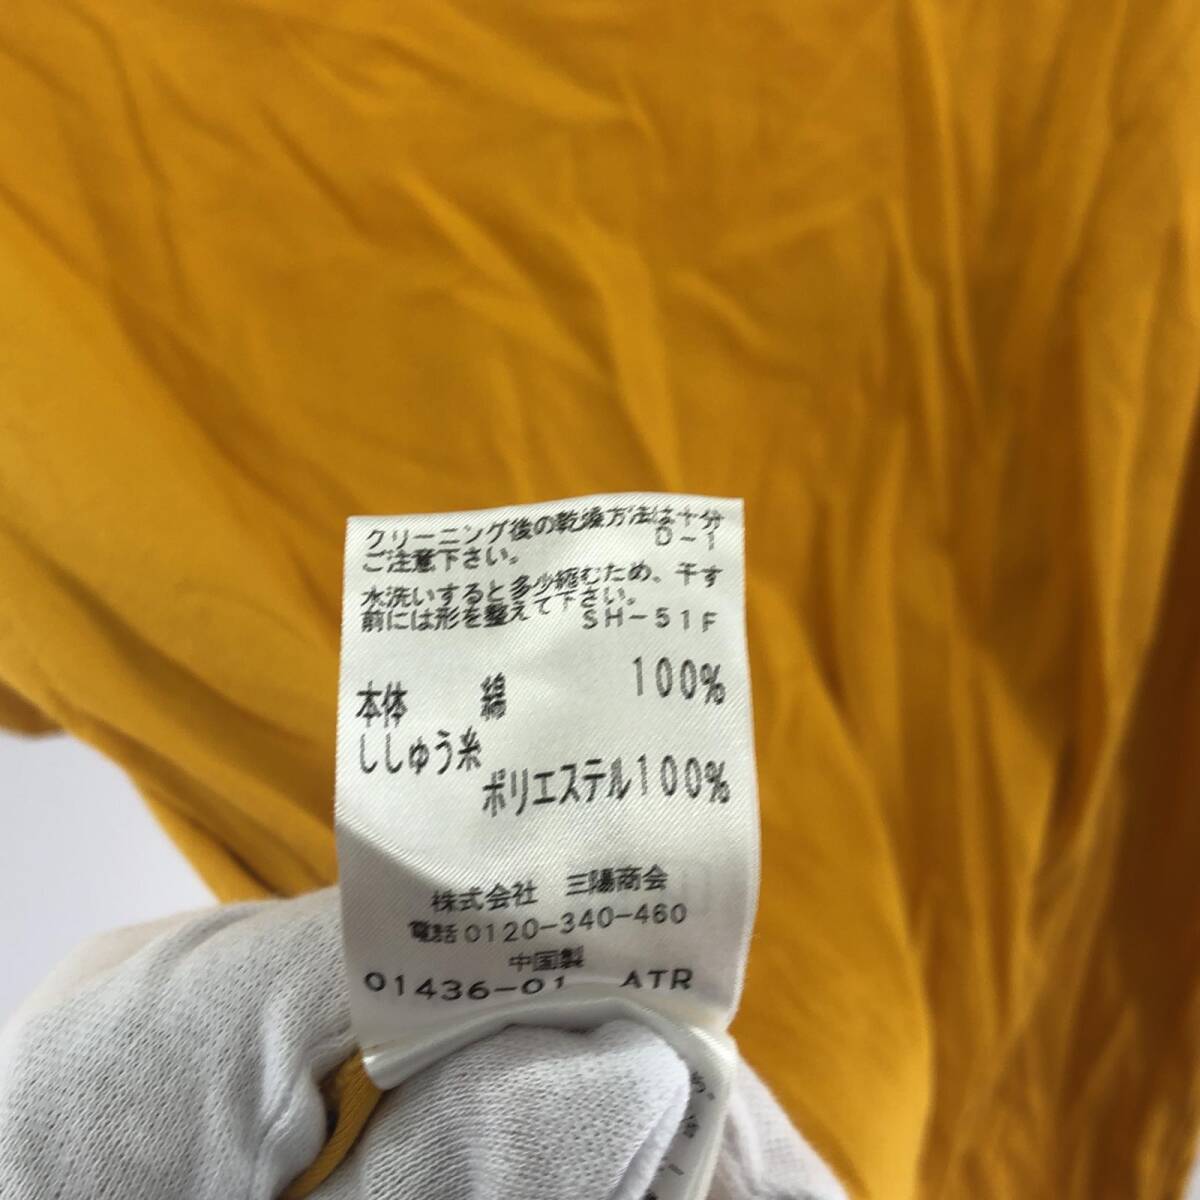 クリーニング後の乾燥方法は十分
ご注意下さい。 D-1
水洗いすると多少縮むため、干す
前には形を整えて下さい。 SH-51F
本体 綿 100%
ししゅう糸
ポリエステル100%
株式会社 三陽商会
電話0120-340-460
中国製
01436-01 ATR